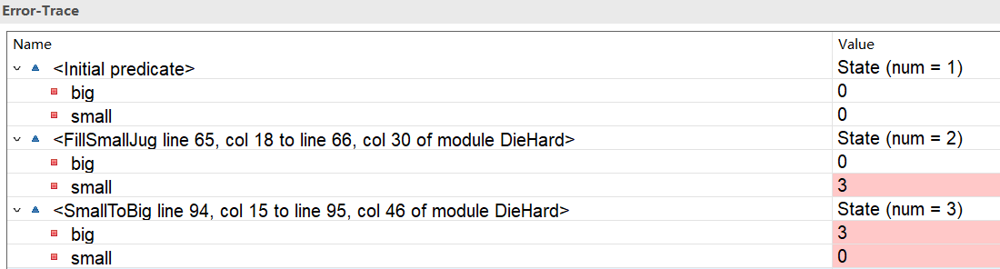 Error-Trace
Name Value
<Initial predicate> State (num = 1)
big 0
small 0
<FillSmallJug line 65, col 18 to line 66, col 30 of module DieHard> State (num = 2)
big 0
small 3
<SmallToBig line 94, col 15 to line 95, col 46 of module DieHard> State (num = 3)
big 3
small 0